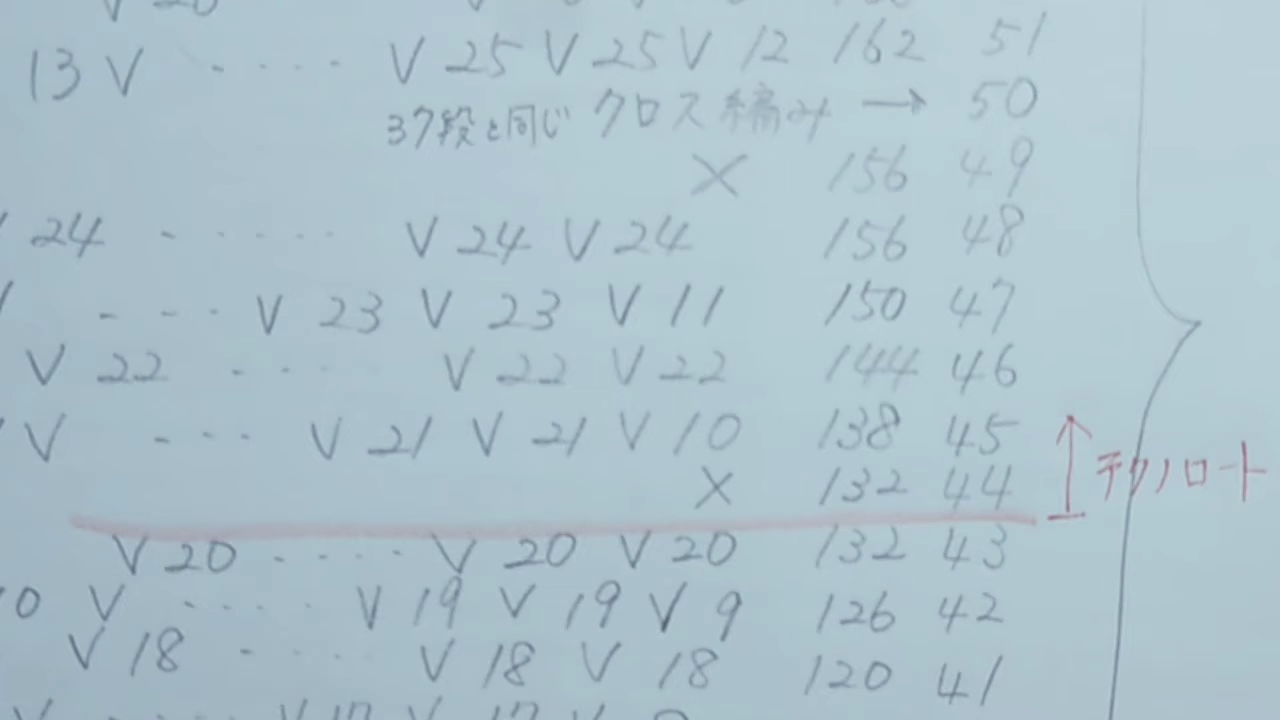 13 V ‥‥ V 25 V 25 V 12 162 51
37段と同じ クロス編み → 50
X 156 49
24 ‥‥‥ V 24 V 24 156 48
‥‥ V 23 V 23 V 11 150 47
V 22 ‥‥ V 22 V 22 144 46
V ‥‥ V 21 V 21 V 10 138 45
X 132 44
テクノロート
V 20 ‥‥ V 20 V 20 132 43
0 V ‥‥ V 19 V 19 V 9 126 42
V 18 ‥‥ V 18 V 18 120 41